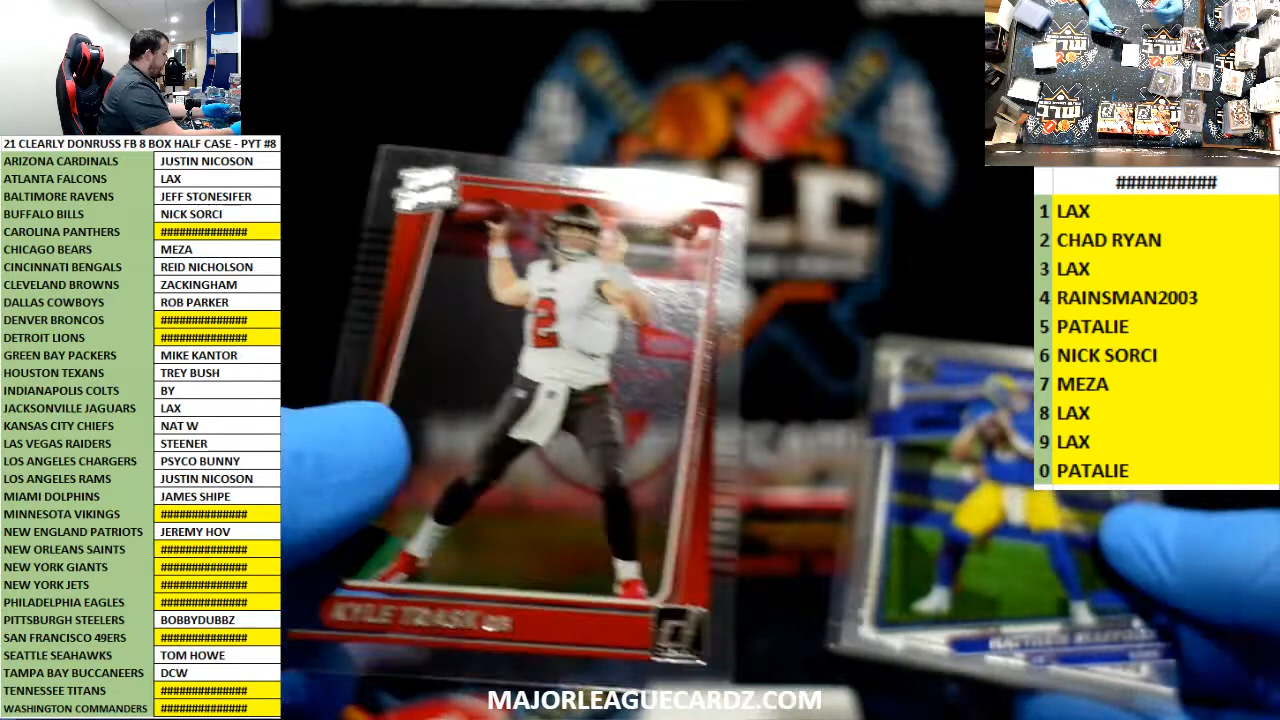 21 CLEARLY DONRUSS FB 8 BOX HALF CASE - PYT #8
ARIZONA CARDINALS JUSTIN NICOSON
ATLANTA FALCONS LAX
BALTIMORE RAVENS JEFF STONESIFER
BUFFALO BILLS NICK SORCI
CAROLINA PANTHERS ##############
CHICAGO BEARS MEZA
CINCINNATI BENGALS REID NICHOLSON
CLEVELAND BROWNS ZACKINGHAM
DALLAS COWBOYS ROB PARKER
DENVER BRONCOS ##############
DETROIT LIONS ##############
GREEN BAY PACKERS MIKE KANTOR
HOUSTON TEXANS TREY BUSH
INDIANAPOLIS COLTS BY
JACKSONVILLE JAGUARS LAX
KANSAS CITY CHIEFS NAT W
LAS VEGAS RAIDERS STEENER
LOS ANGELES CHARGERS PSYCO BUNNY
LOS ANGELES RAMS JUSTIN NICOSON
MIAMI DOLPHINS JAMES SHIPE
MINNESOTA VIKINGS ##############
NEW ENGLAND PATRIOTS JEREMY HOV
NEW ORLEANS SAINTS ##############
NEW YORK GIANTS ##############
NEW YORK JETS ##############
PHILADELPHIA EAGLES ##############
PITTSBURGH STEELERS BOBBYDUBBZ
SAN FRANCISCO 49ERS ##############
SEATTLE SEAHAWKS TOM HOWE
TAMPA BAY BUCCANEERS DCW
TENNESSEE TITANS ##############
WASHINGTON COMMANDERS ##############
MLC
2
KYLE TRASK QB
##########
1 LAX
2 CHAD RYAN
3 LAX
4 RAINSMAN2003
5 PATALIE
6 NICK SORCI
7 MEZA
8 LAX
9 LAX
0 PATALIE
MAJORLEAGUECARDZ.COM